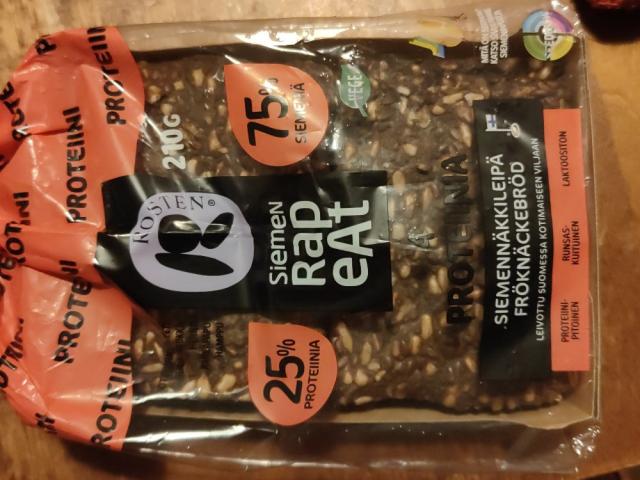 PROTEIINI
PROTEIINI
PROTEIINI
PROTEIINI
PROTEIINI
210G
75%
SIEMENIÄ
VEGE
ROSTEN®
Siemen
Rap
eAt
25%
PROTEIINIA
PROTEIINIA
SIEMENNÄKKILEIPÄ
FRÖKNÄCKEBRÖD
LEIVOTTU SUOMESSA KOTIMAISEEN VILJAAN
PROTEIINI-
PITOINEN
RUNSAS-
KUITUINEN
LAKTOOSITON